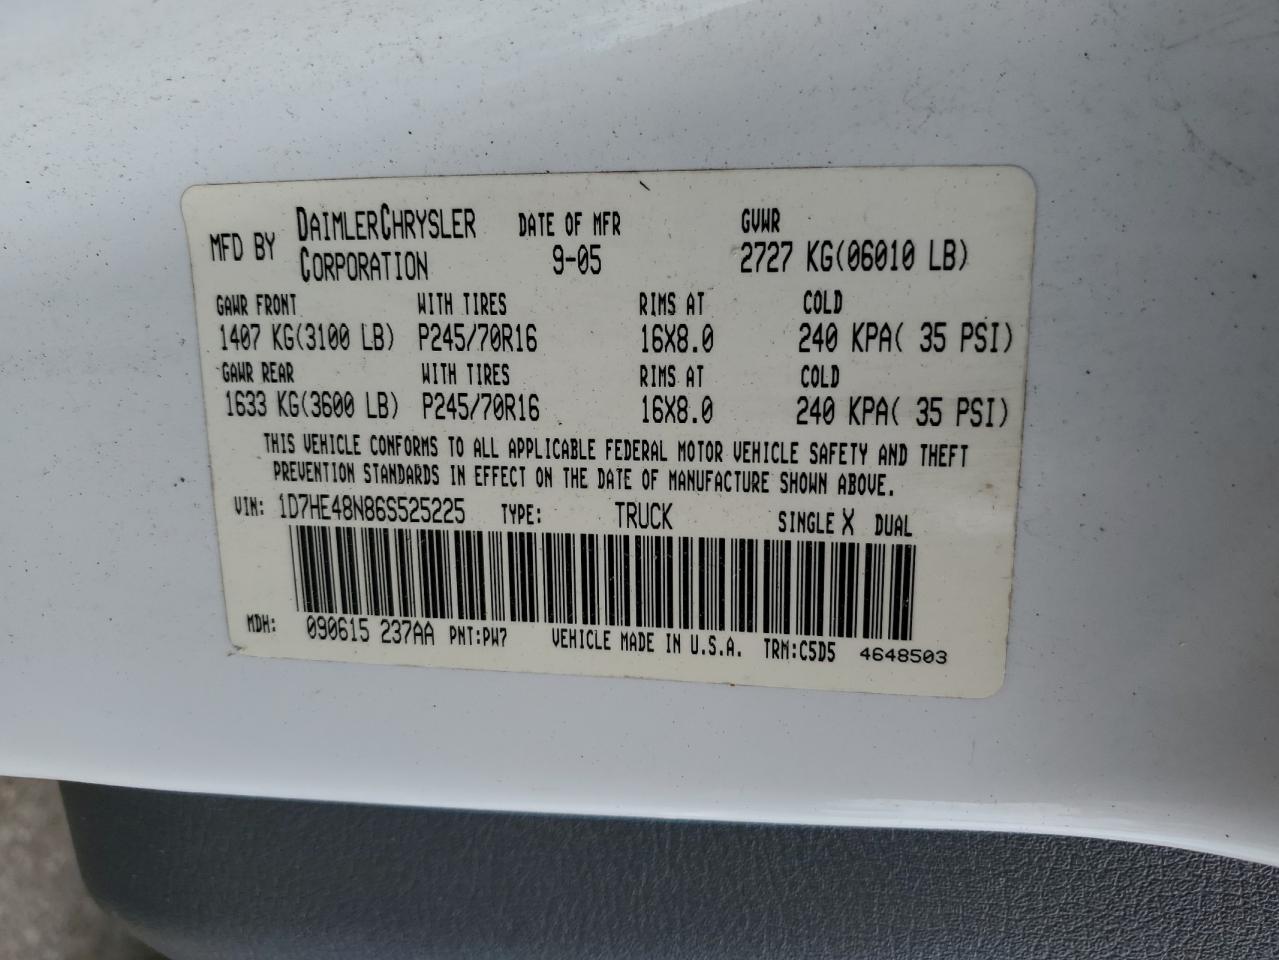 MFD BY DAIMLERCHRYSLER CORPORATION DATE OF MFR 9-05 GVWR 2727 KG(06010 LB)
GAWR FRONT WITH TIRES RIMS AT COLD
1407 KG(3100 LB) P245/70R16 16X8.0 240 KPA( 35 PSI)
GAWR REAR WITH TIRES RIMS AT COLD
1633 KG(3600 LB) P245/70R16 16X8.0 240 KPA( 35 PSI)
THIS VEHICLE CONFORMS TO ALL APPLICABLE FEDERAL MOTOR VEHICLE SAFETY AND THEFT
PREVENTION STANDARDS IN EFFECT ON THE DATE OF MANUFACTURE SHOWN ABOVE.
VIN: 1D7HE48N86S525225 TYPE: TRUCK SINGLE X DUAL
MDH: 090615 237AA PNT:PW7 VEHICLE MADE IN U.S.A. TRM:C5D5 4648503